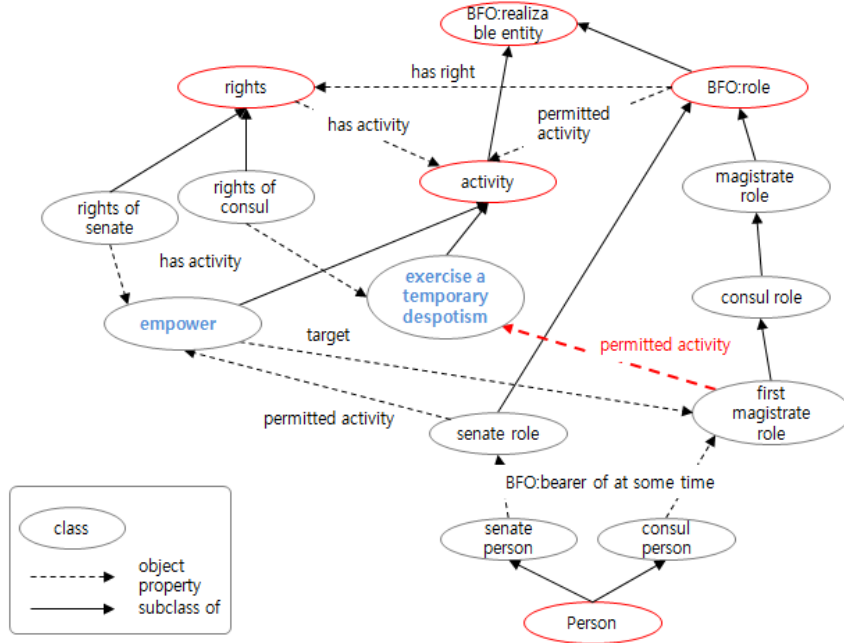 BFO:realiza
ble entity
has right
rights
BFO:role
has activity
permitted
activity
activity
rights of
senate
rights of
consul
magistrate
role
has activity
exercise a
temporary
despotism
consul role
empower
target
permitted activity
first
magistrate
role
permitted activity
senate role
BFO:bearer of at some time
senate
person
consul
person
class
object
property
subclass of
Person